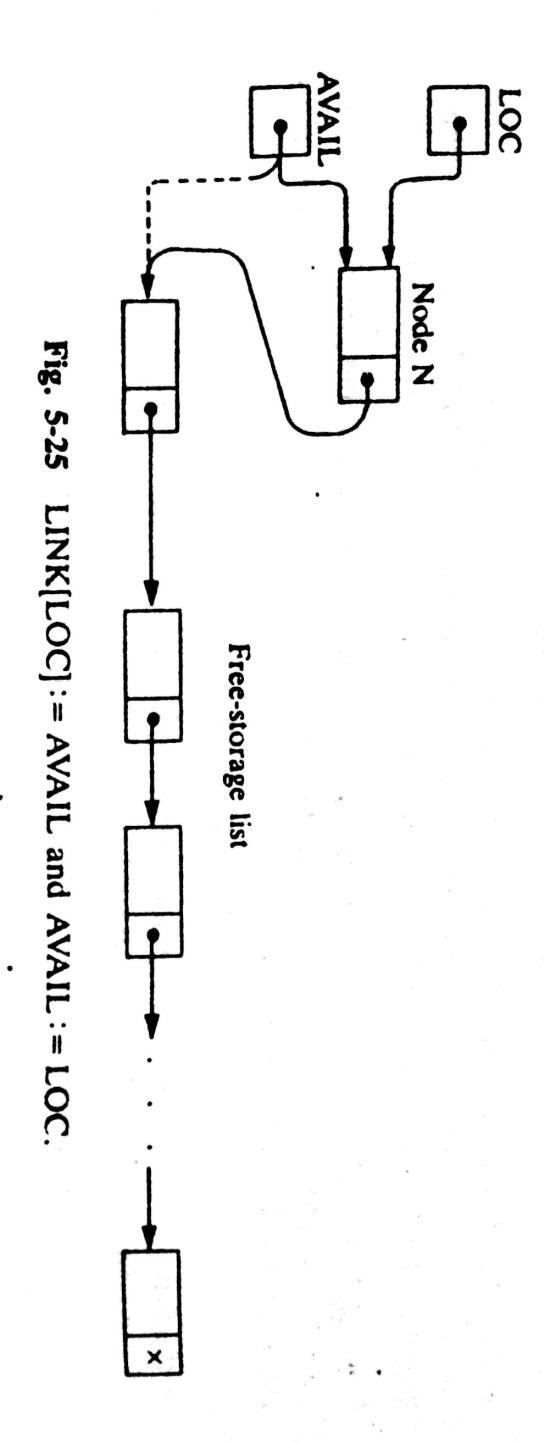 LOC
Node N
AVAIL
Free-storage list
x
Fig. 5-25 LINK[LOC] := AVAIL and AVAIL := LOC.